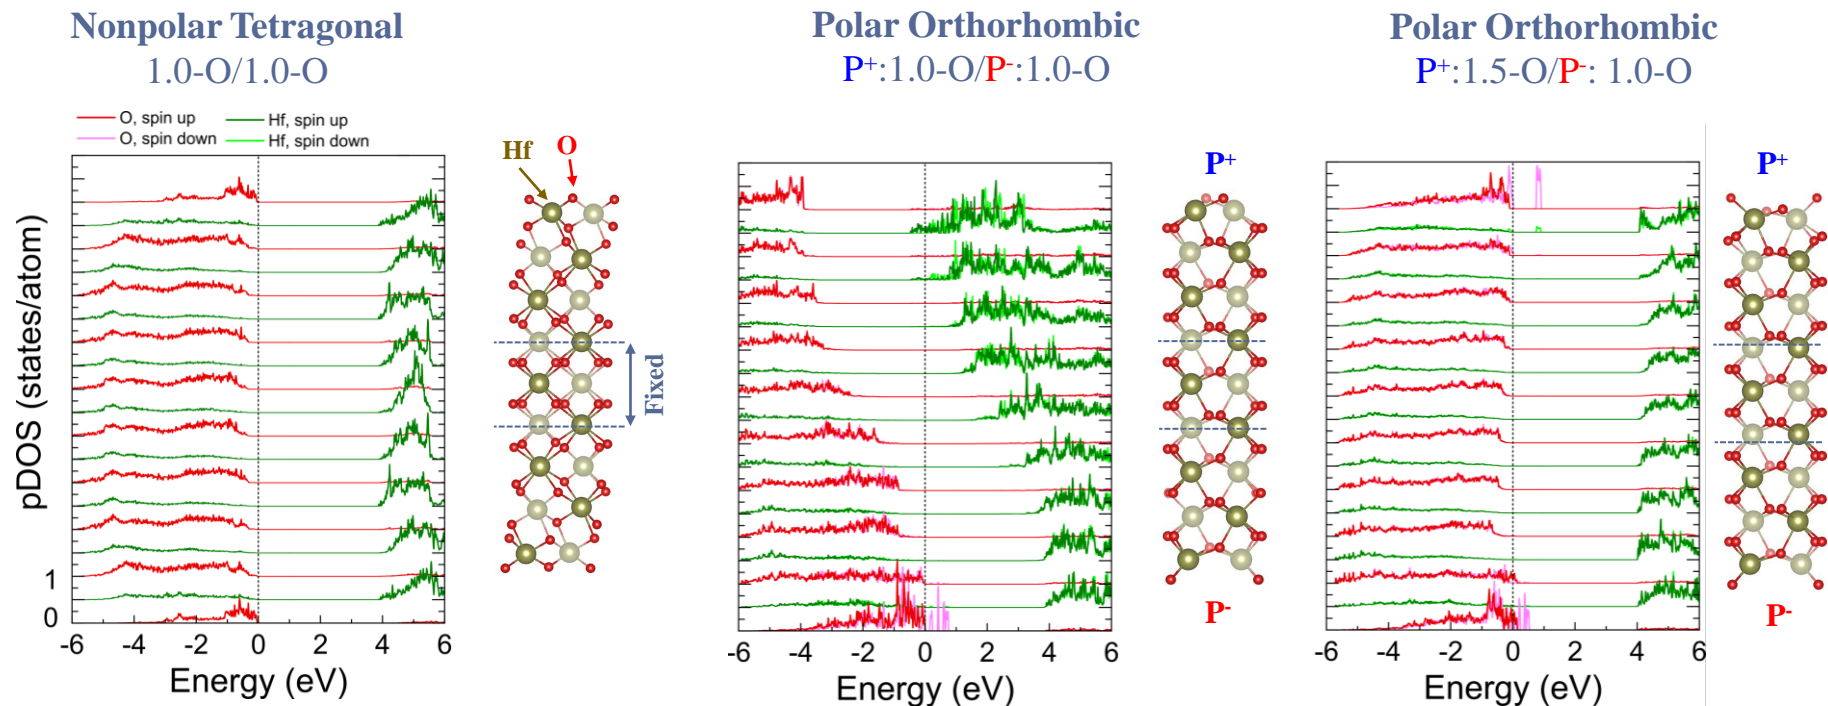 Nonpolar Tetragonal
1.0-O/1.0-O
Polar Orthorhombic
P⁺:1.0-O/P⁻:1.0-O
Polar Orthorhombic
P⁺:1.5-O/P⁻: 1.0-O
O, spin up
Hf, spin up
O, spin down
Hf, spin down
pDOS (states/atom)
1
0
-6 -4 -2 0 2 4 6
Energy (eV)
Hf
O
Fixed
-6 -4 -2 0 2 4 6
Energy (eV)
P⁺
P⁻
-6 -4 -2 0 2 4 6
Energy (eV)
P⁺
P⁻